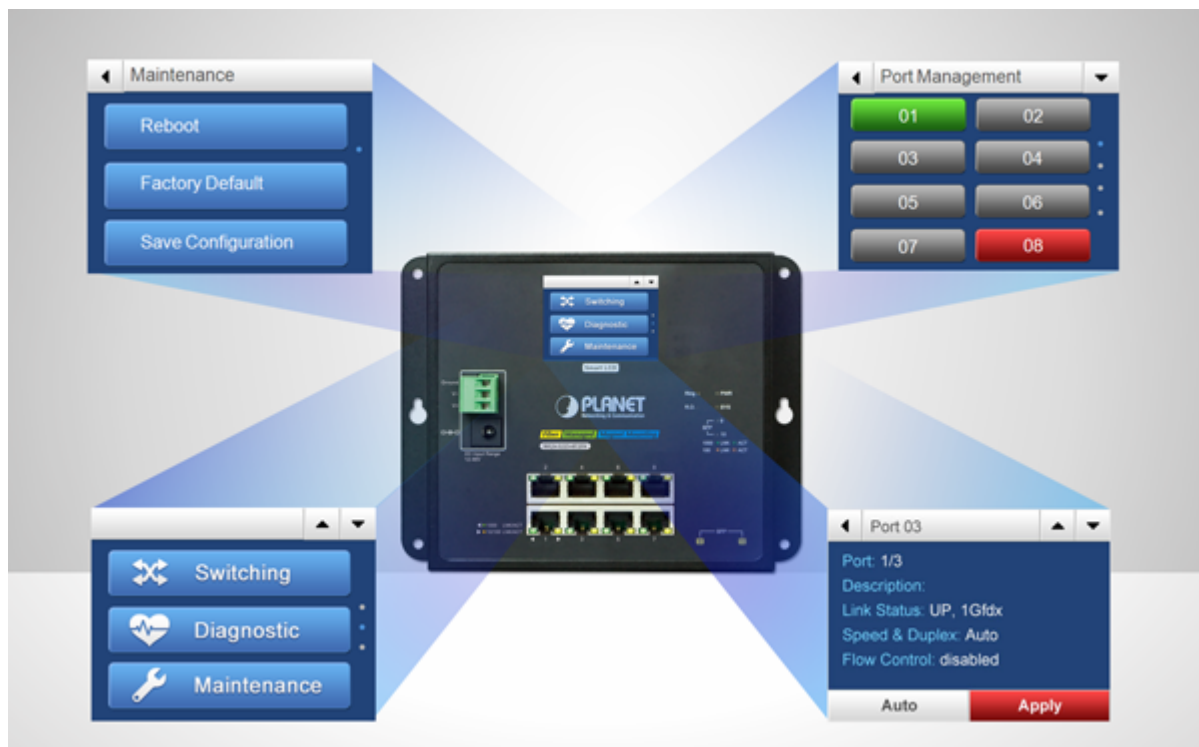 Maintenance
Reboot
Factory Default
Save Configuration
Port Management
01 02
03 04
05 06
07 08
Switching
Diagnostic
Maintenance
PLANET
Networking & Communication
Switching
Diagnostic
Maintenance
Port 03
Port: 1/3
Description:
Link Status: UP, 1Gfdx
Speed & Duplex: Auto
Flow Control: disabled
Auto Apply